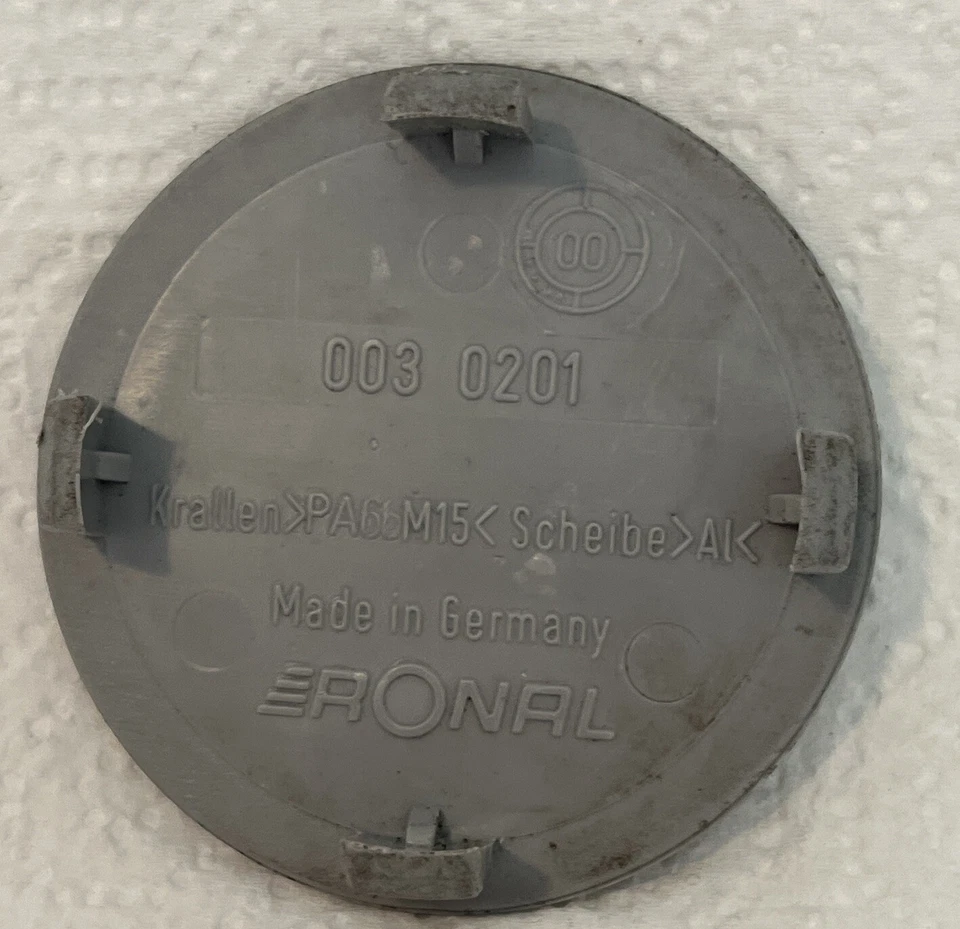 00
003 0201
Krallen>PA66M15< Scheibe>Al<
Made in Germany
RONAL